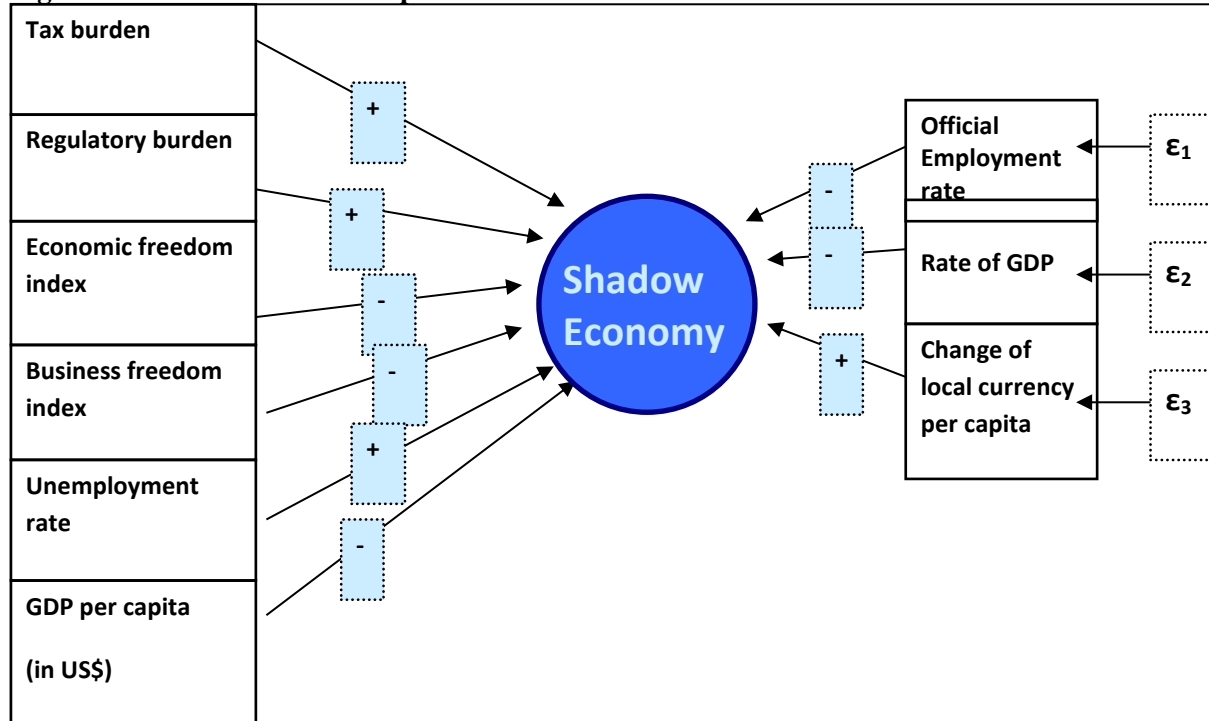 Tax burden
Regulatory burden
Economic freedom
index
Business freedom
index
Unemployment
rate
GDP per capita
(in US$)
+
+
-
-
+
-
Shadow
Economy
-
-
+
Official
Employment
rate
Rate of GDP
Change of
local currency
per capita
ε1
ε2
ε3